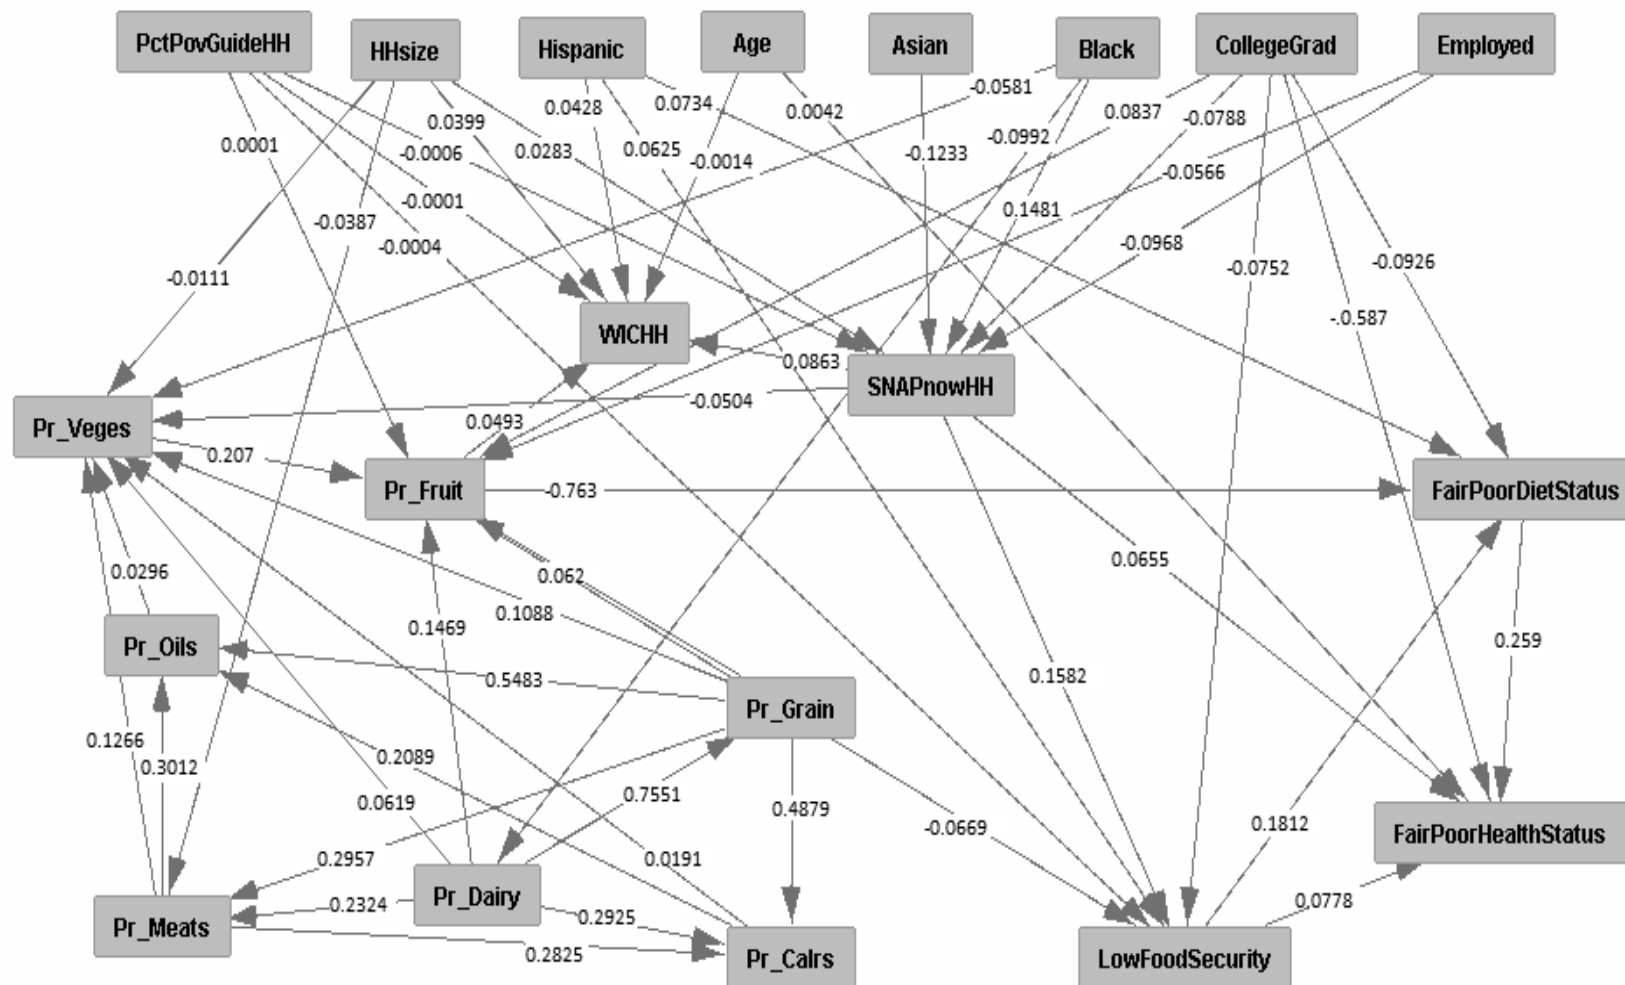 PctPovGuideHH
HHsize
Hispanic
Age
Asian
Black
CollegeGrad
Employed
0.0001
0.0399
0.0428
0.0734
0.0042
-0.0581
0.0837
-0.0788
-0.0006
0.0283
0.0625
-0.0014
-0.1233
-0.0992
-0.0566
-0.0001
-0.0387
-0.0004
0.1481
-0.0968
-0.0752
-0.0926
-0.0111
-.0.587
WICHH
0.0863
SNAPnowHH
-0.0504
Pr_Veges
0.0493
0.207
Pr_Fruit
-0.763
FairPoorDietStatus
0.0296
0.062
0.0655
0.1088
0.1469
0.259
Pr_Oils
0.5483
0.1582
Pr_Grain
0.1266
0.3012
0.2089
0.0619
0.7551
0.4879
-0.0669
0.1812
FairPoorHealthStatus
0.2957
0.0191
Pr_Dairy
0.2324
0.2925
0.0778
Pr_Meats
0.2825
Pr_Calrs
LowFoodSecurity